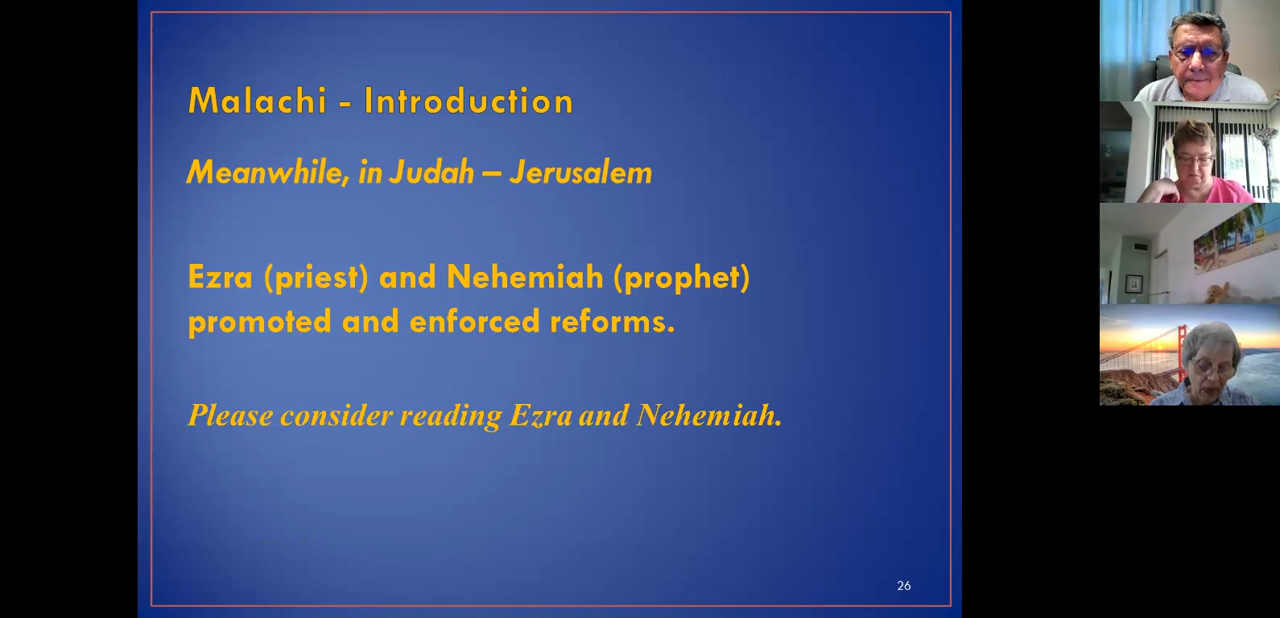 Malachi - Introduction
Meanwhile, in Judah – Jerusalem
Ezra (priest) and Nehemiah (prophet)
promoted and enforced reforms.
Please consider reading Ezra and Nehemiah.
26